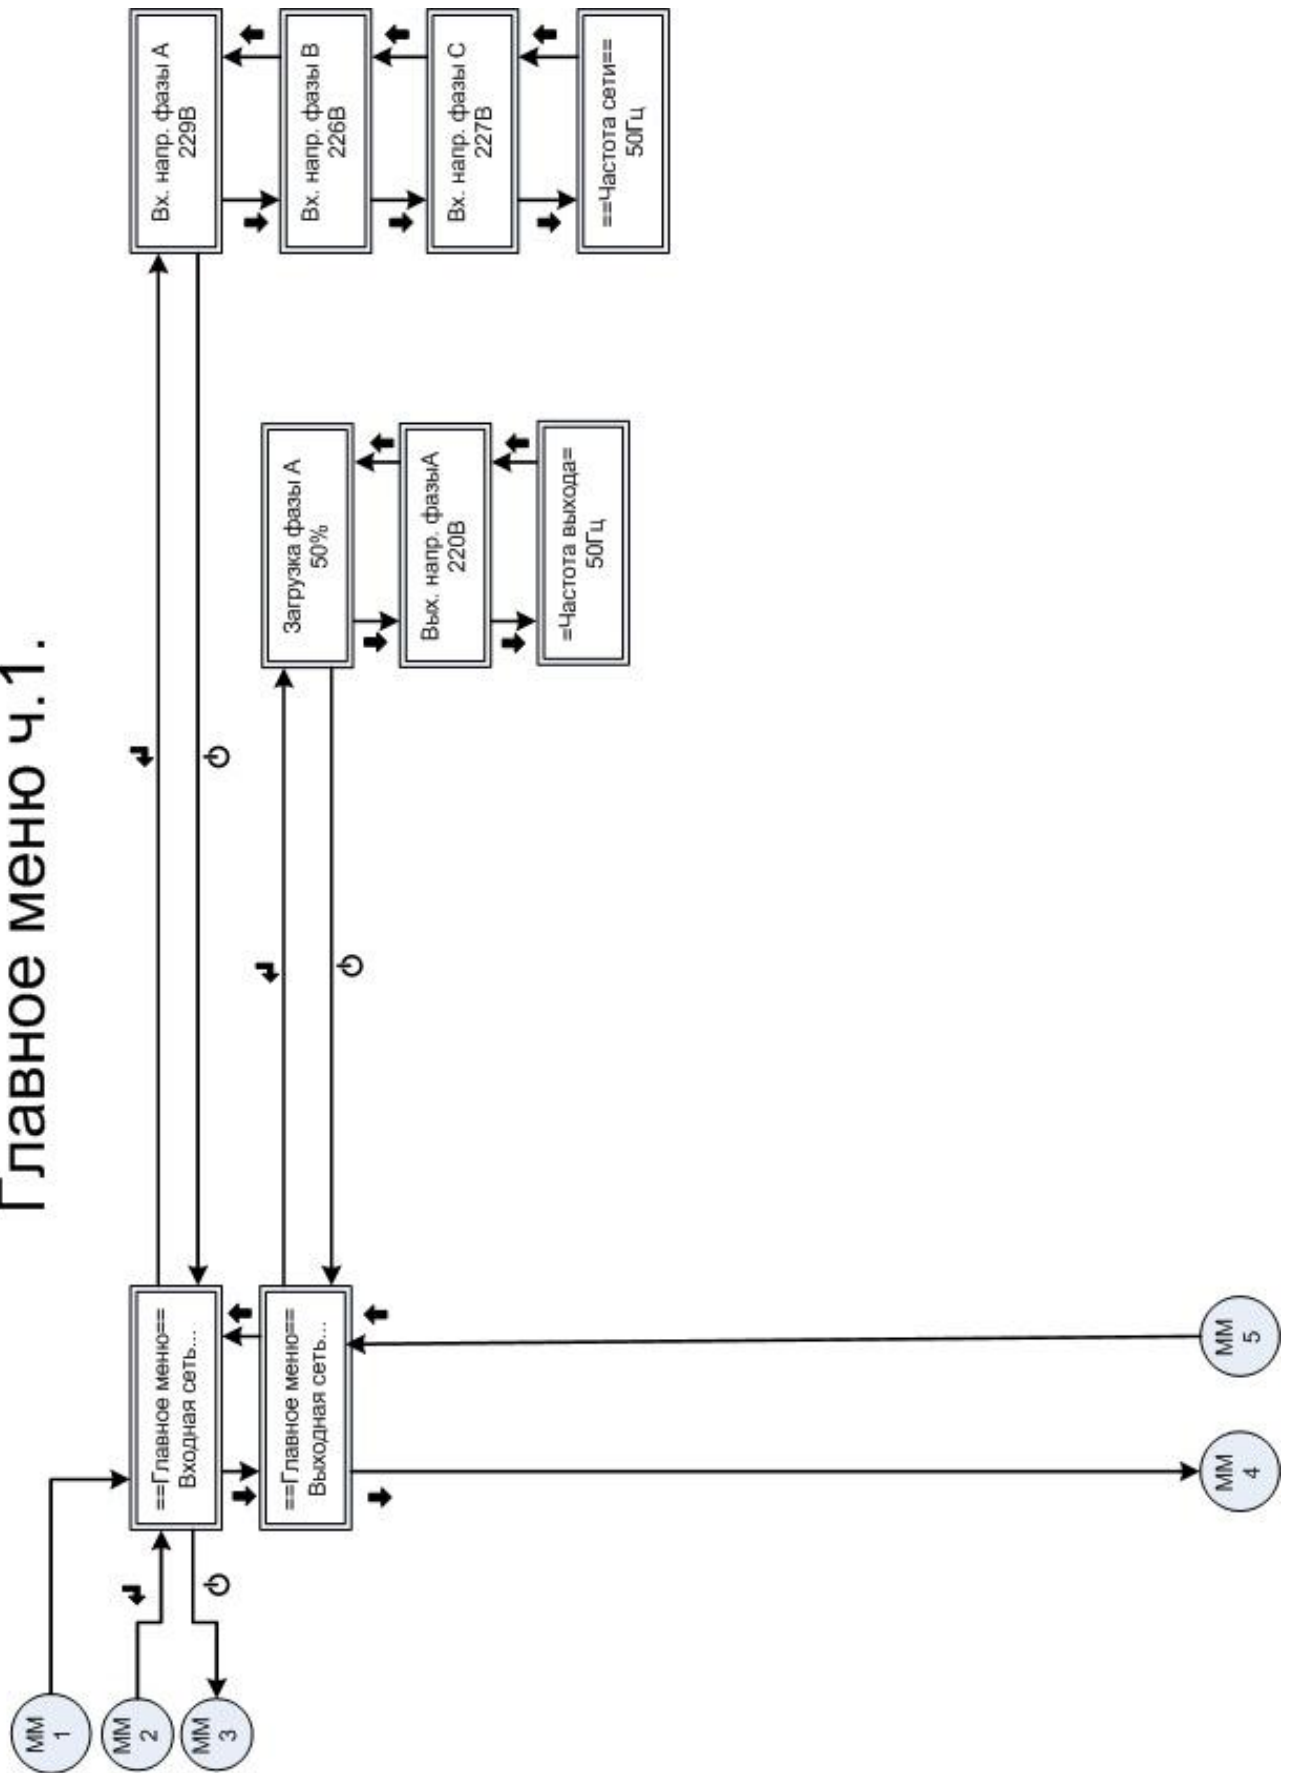 Главное меню ч.1.
ММ
1
ММ
2
ММ
3
==Главное меню==
Входная сеть...
Вх. напр. фазы А
229В
Вх. напр. фазы В
226В
Вх. напр. фазы С
227В
==Частота сети==
50Гц
==Главное меню==
Выходная сеть...
Загрузка фазы А
50%
Вых. напр. фазыА
220В
=Частота выхода=
50Гц
ММ
4
ММ
5